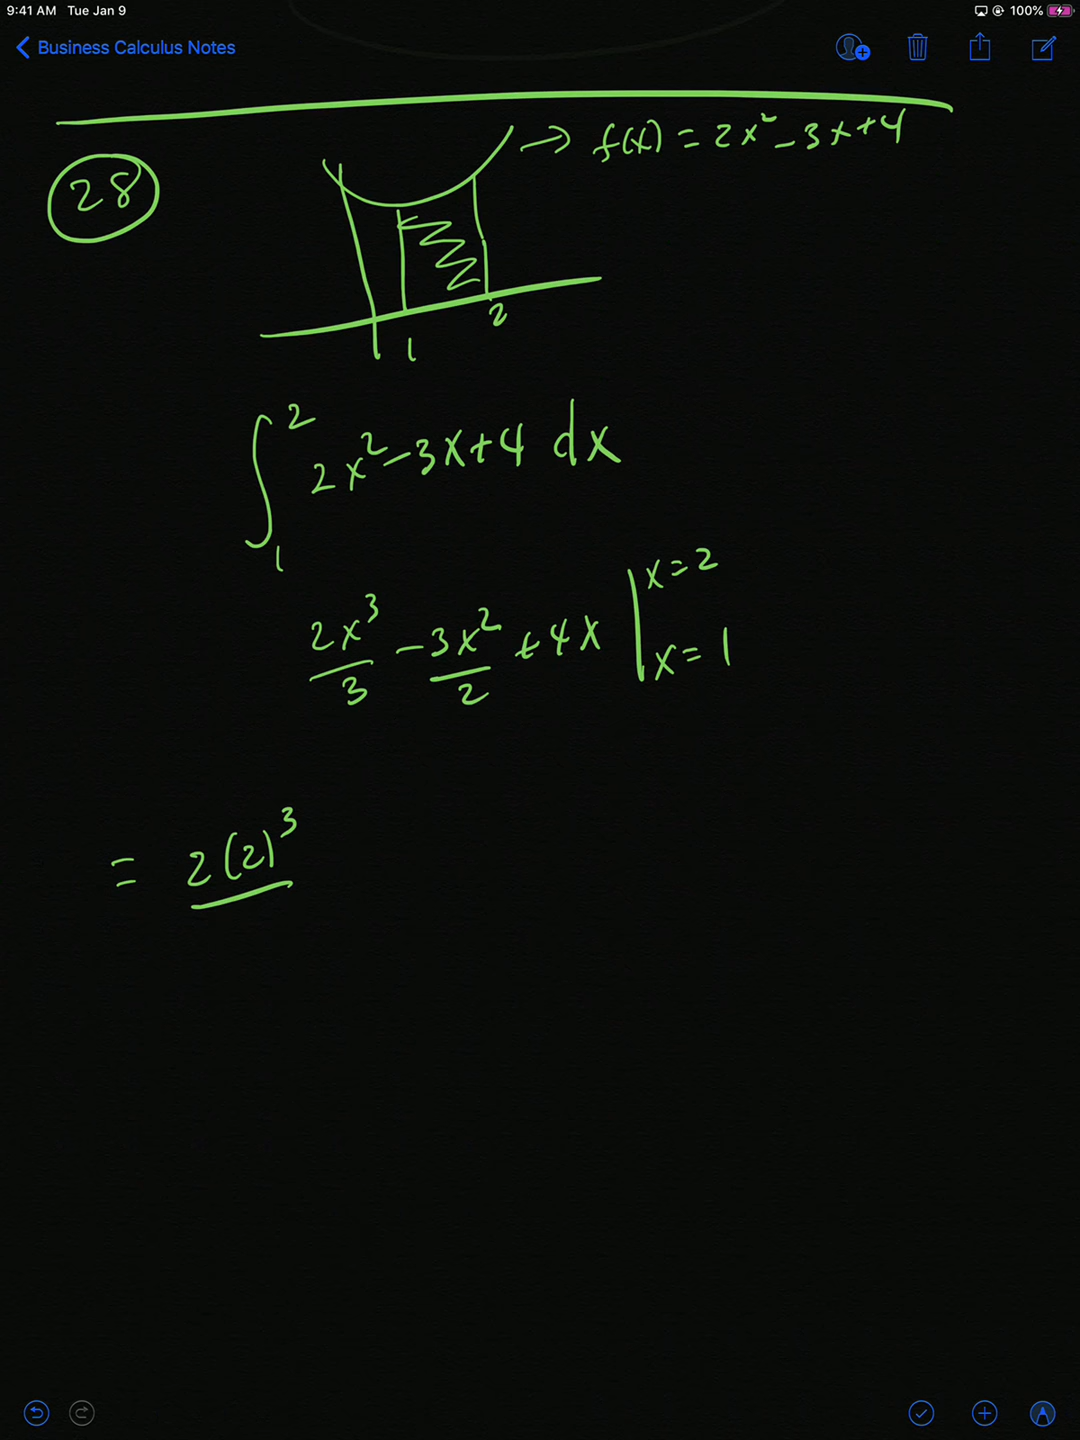 9:41 AM Tue Jan 9 100%
Business Calculus Notes
28
→ f(x) = 2x² - 3x + 4
1 2
∫₁² 2x² - 3x + 4 dx
2x³/3 - 3x²/2 + 4x | x = 2
x = 1
= 2(2)³